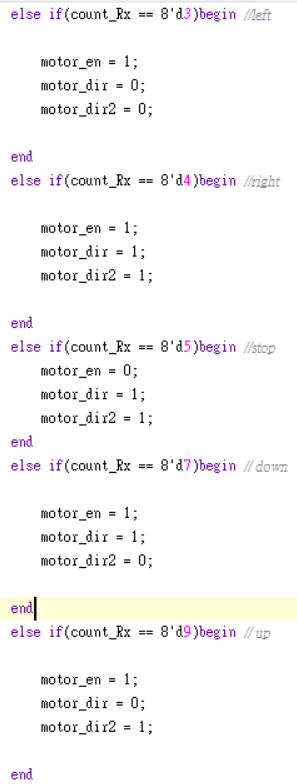 else if(count_Rx == 8'd3)begin //left
motor_en = 1;
motor_dir = 0;
motor_dir2 = 0;
end
else if(count_Rx == 8'd4)begin //right
motor_en = 1;
motor_dir = 1;
motor_dir2 = 1;
end
else if(count_Rx == 8'd5)begin //stop
motor_en = 0;
motor_dir = 1;
motor_dir2 = 1;
end
else if(count_Rx == 8'd7)begin // down
motor_en = 1;
motor_dir = 1;
motor_dir2 = 0;
end
else if(count_Rx == 8'd9)begin // up
motor_en = 1;
motor_dir = 0;
motor_dir2 = 1;
end